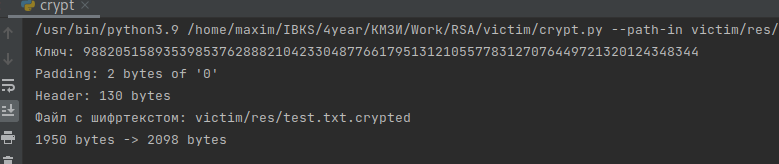 crypt
/usr/bin/python3.9 /home/maxim/IBKS/4year/КМЗИ/Work/RSA/victim/crypt.py --path-in victim/res/
Ключ: 98820515893539853762888210423304877661795131210557783127076449721320124348344
Padding: 2 bytes of '0'
Header: 130 bytes
Файл с шифртекстом: victim/res/test.txt.crypted
1950 bytes -> 2098 bytes